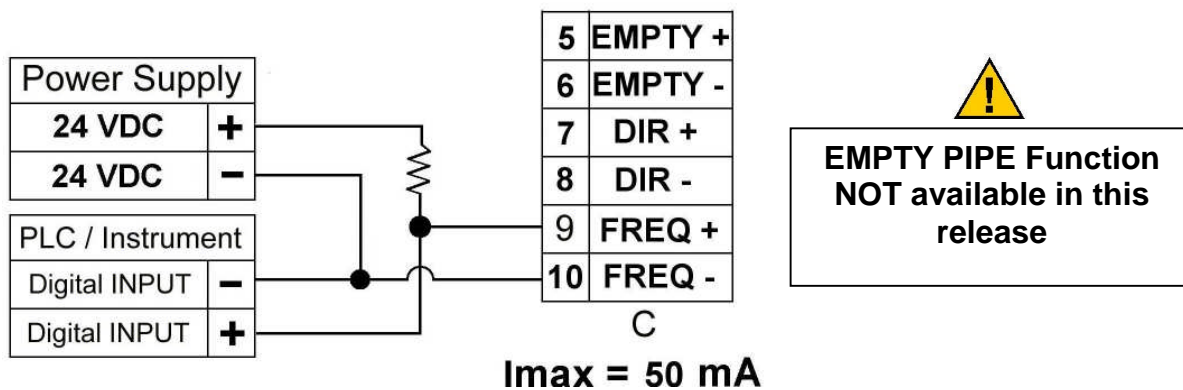 Power Supply
24 VDC +
24 VDC -
PLC / Instrument
Digital INPUT -
Digital INPUT +
5 EMPTY +
6 EMPTY -
7 DIR +
8 DIR -
9 FREQ +
10 FREQ -
C
Imax = 50 mA
!
EMPTY PIPE Function
NOT available in this
release